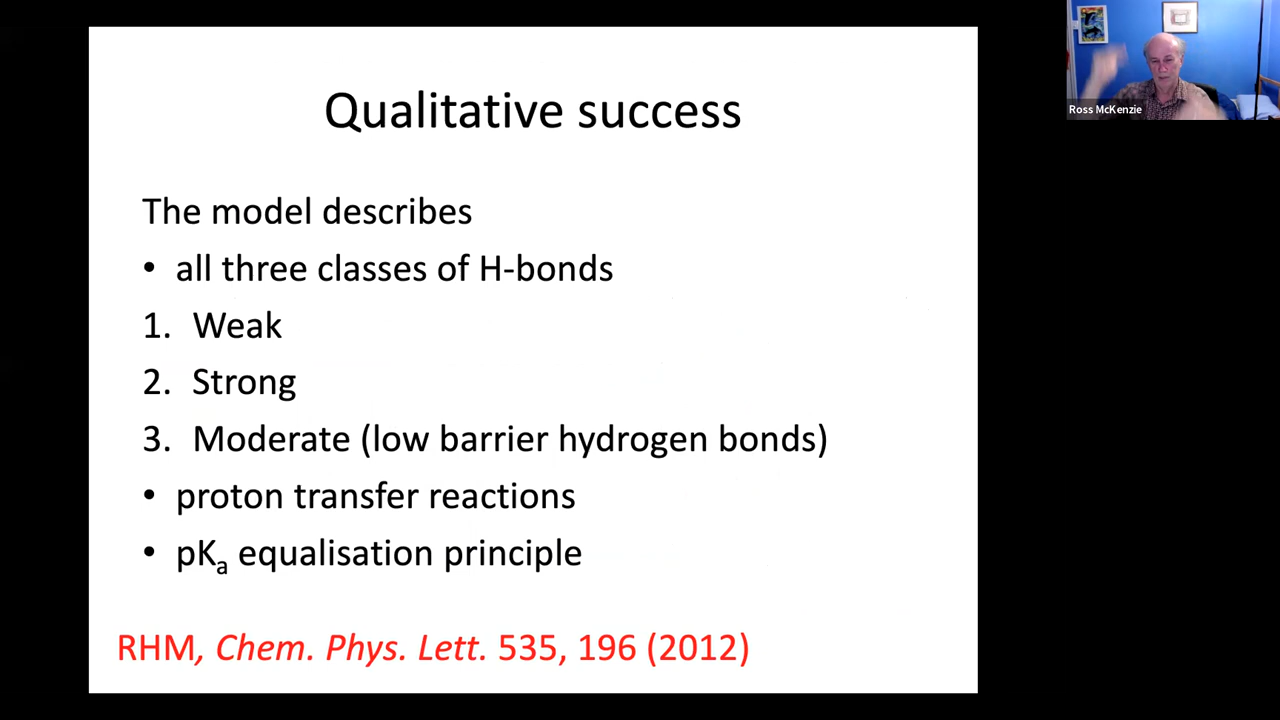 Qualitative success
The model describes
• all three classes of H-bonds
1. Weak
2. Strong
3. Moderate (low barrier hydrogen bonds)
• proton transfer reactions
• pKₐ equalisation principle
RHM, Chem. Phys. Lett. 535, 196 (2012)
Ross McKenzie